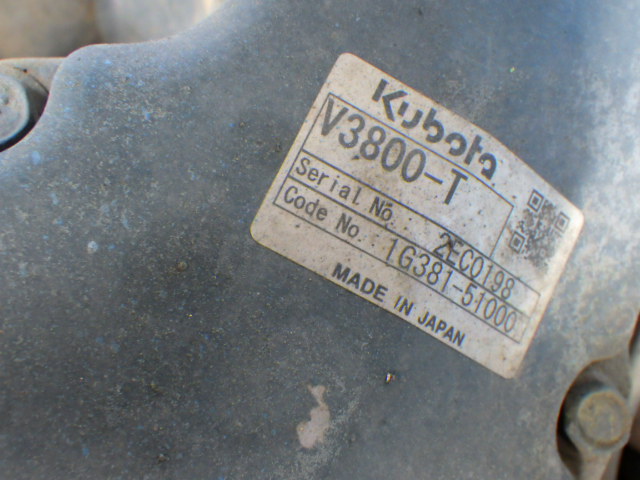 Kubota
V3800-T
Serial No. 2EC0198
Code No. 1G381-51000
MADE IN JAPAN